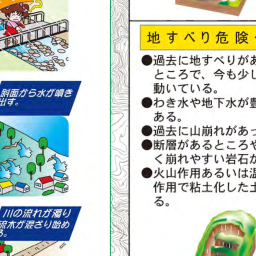 斜面から水が噴き
出す。
川の流れが濁り
流木が混ざり始め
る。
地すべり危険
●過去に地すべりがあ
ところで、今も少し
動いている。
●わき水や地下水が豊
ある。
●過去に山崩れがあっ
●断層があるところや
く崩れやすい岩石が
●火山作用あるいは温
作用で粘土化した土
る。